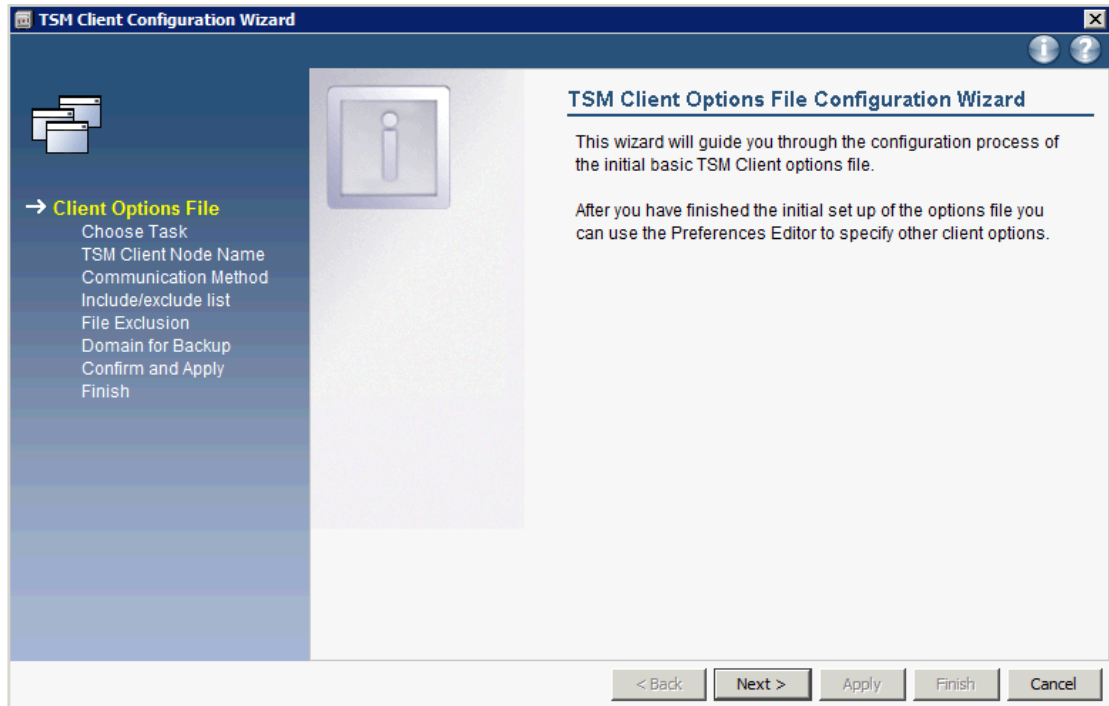 TSM Client Configuration Wizard
Client Options File
Choose Task
TSM Client Node Name
Communication Method
Include/exclude list
File Exclusion
Domain for Backup
Confirm and Apply
Finish
TSM Client Options File Configuration Wizard
This wizard will guide you through the configuration process of
the initial basic TSM Client options file.
After you have finished the initial set up of the options file you
can use the Preferences Editor to specify other client options.
< Back
Next >
Apply
Finish
Cancel